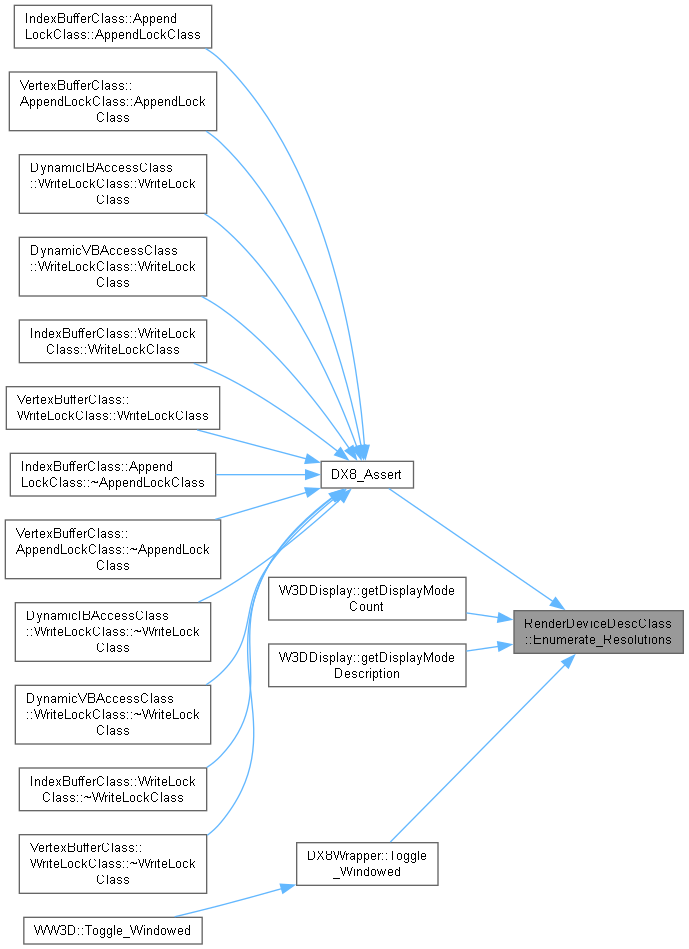 IndexBufferClass::Append
LockClass::AppendLockClass
VertexBufferClass::
AppendLockClass::AppendLock
Class
DynamicIBAccessClass
::WriteLockClass::WriteLock
Class
DynamicVBAccessClass
::WriteLockClass::WriteLock
Class
IndexBufferClass::WriteLock
Class::WriteLockClass
VertexBufferClass::
WriteLockClass::WriteLockClass
IndexBufferClass::Append
LockClass::~AppendLockClass
VertexBufferClass::
AppendLockClass::~AppendLock
Class
DynamicIBAccessClass
::WriteLockClass::~WriteLock
Class
DynamicVBAccessClass
::WriteLockClass::~WriteLock
Class
IndexBufferClass::WriteLock
Class::~WriteLockClass
VertexBufferClass::
WriteLockClass::~WriteLock
Class
WW3D::Toggle_Windowed
DX8_Assert
W3DDisplay::getDisplayMode
Count
W3DDisplay::getDisplayMode
Description
DX8Wrapper::Toggle
_Windowed
RenderDeviceDescClass
::Enumerate_Resolutions